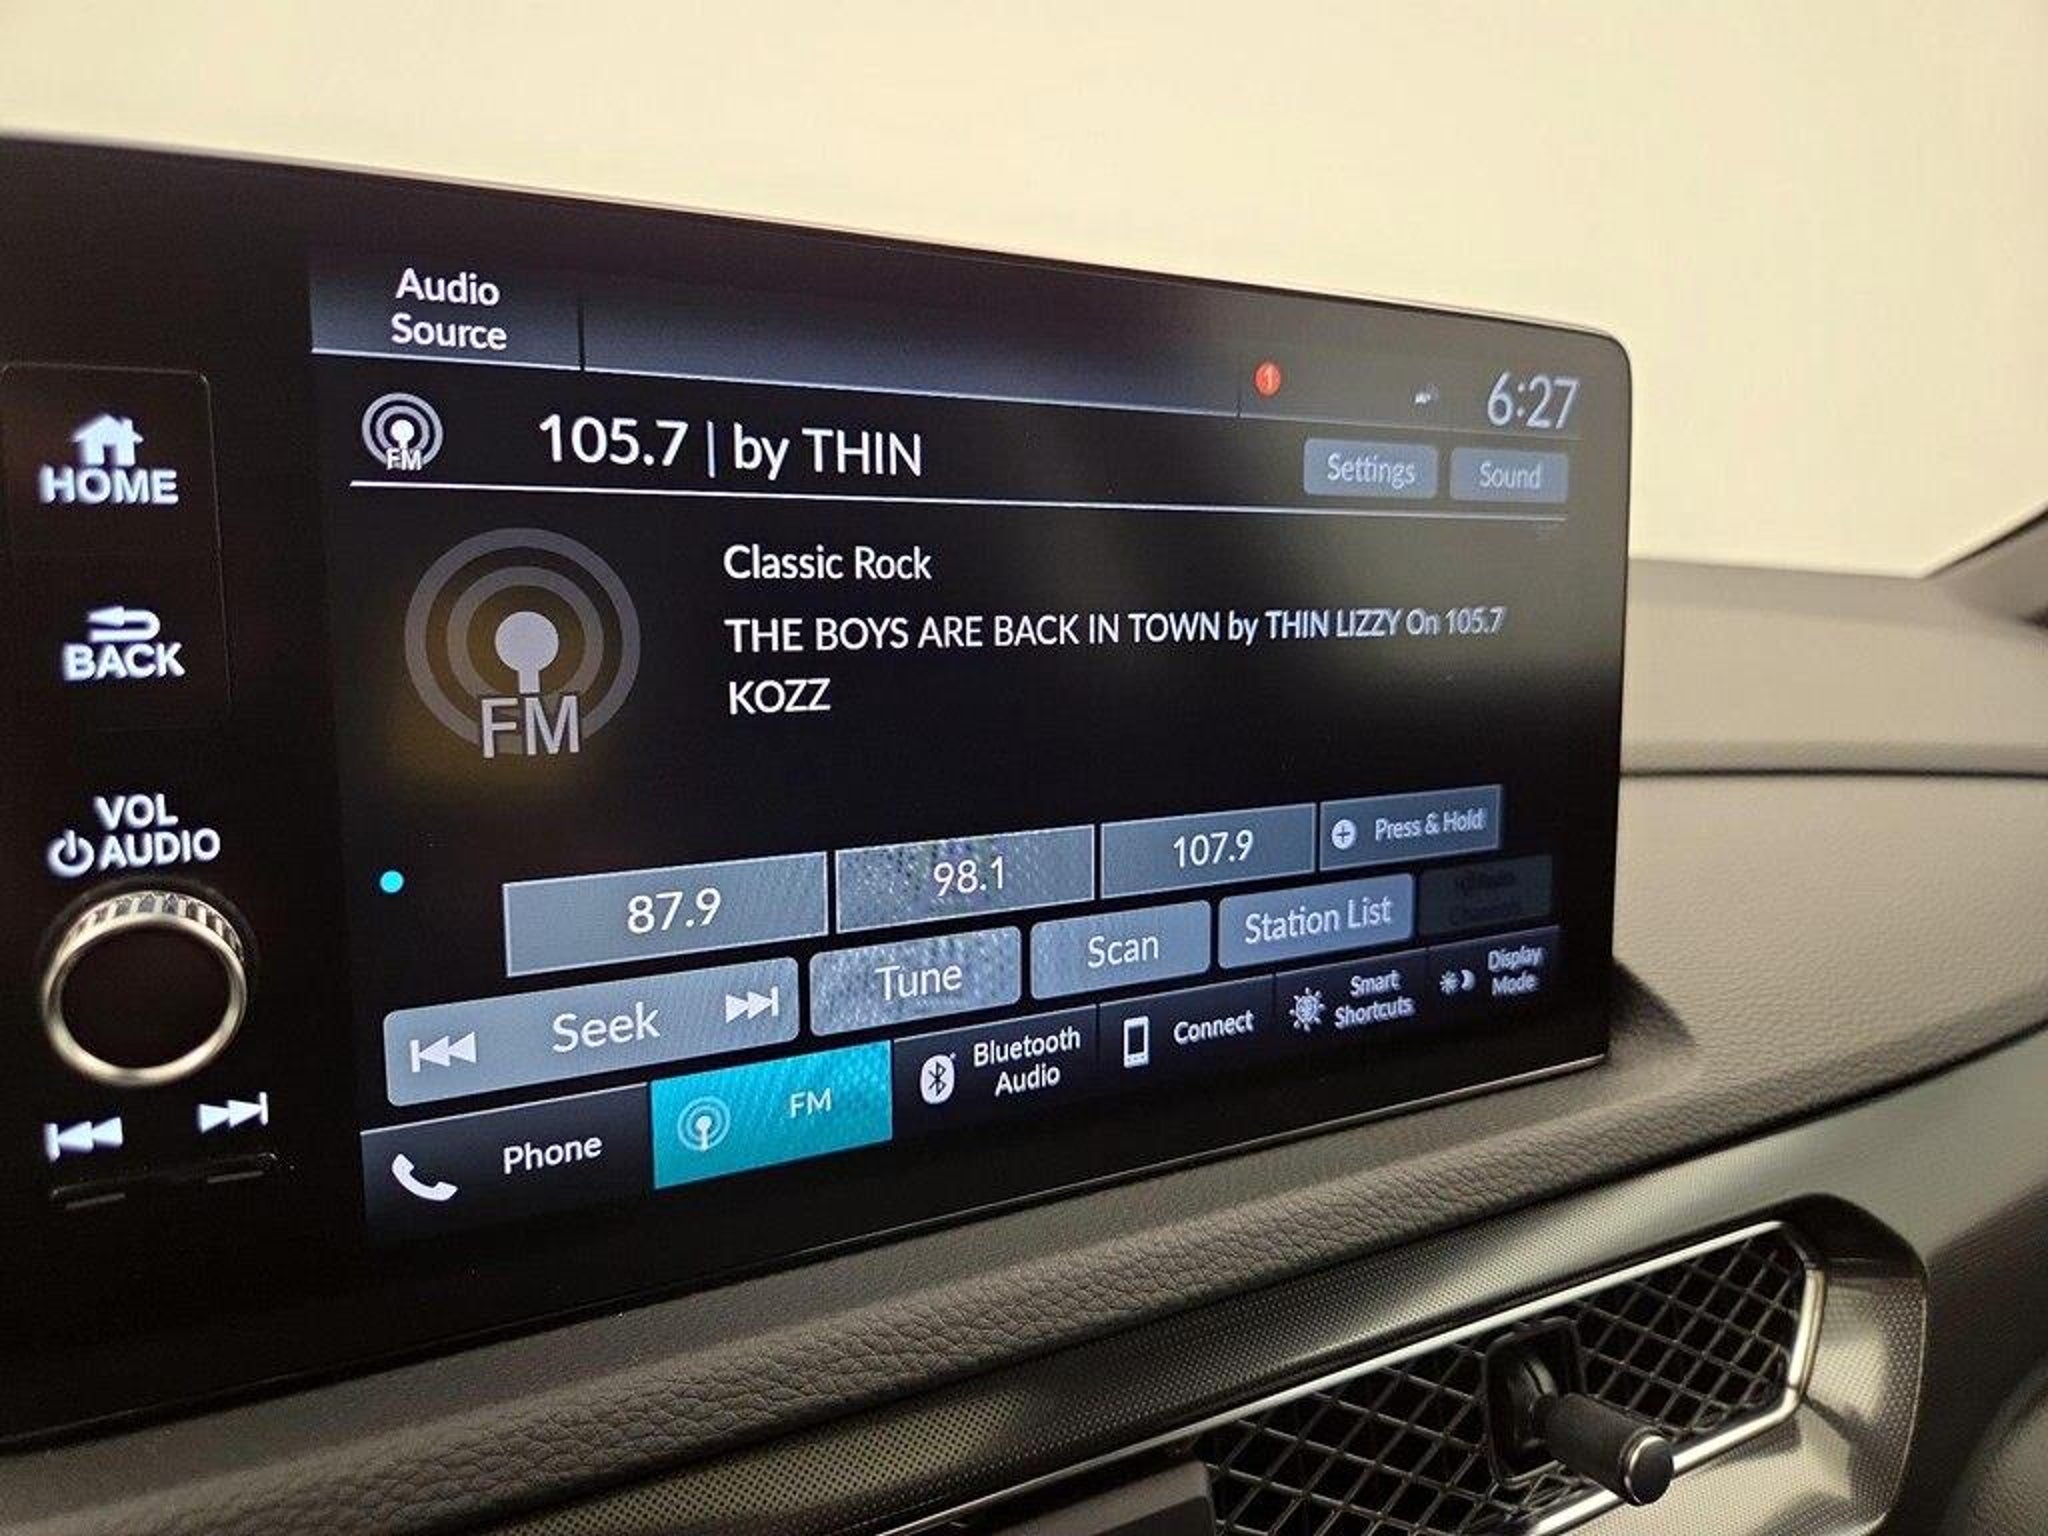 Audio
Source
1
6:27
FM
105.7 | by THIN
Settings
Sound
HOME
Classic Rock
THE BOYS ARE BACK IN TOWN by THIN LIZZY On 105.7
KOZZ
FM
BACK
VOL
AUDIO
87.9
98.1
107.9
Press & Hold
Seek
Tune
Scan
Station List
Phone
FM
Bluetooth
Audio
Connect
Smart
Shortcuts
Display
Mode